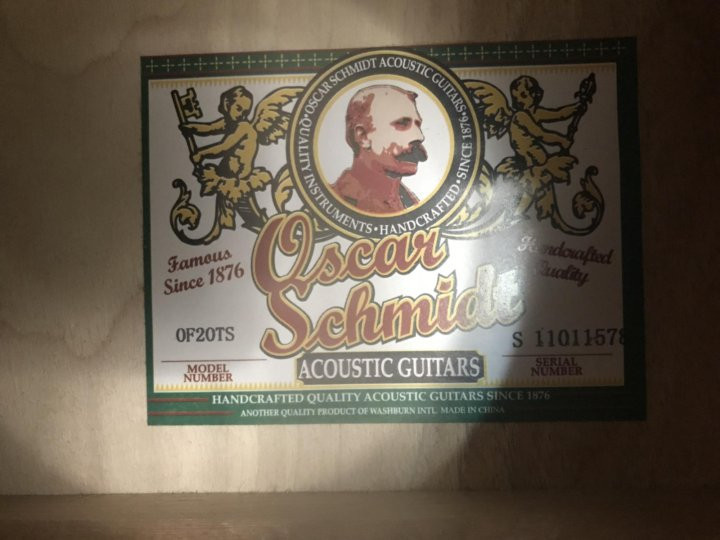 OSCAR SCHMIDT ACOUSTIC GUITARS • SINCE 1876 •
QUALITY INSTRUMENTS • HANDCRAFTED •
Famous
Since 1876
Oscar
Schmidt
Handcrafted
Quality
OF20TS
MODEL
NUMBER
ACOUSTIC GUITARS
S 11011578
SERIAL
NUMBER
HANDCRAFTED QUALITY ACOUSTIC GUITARS SINCE 1876
ANOTHER QUALITY PRODUCT OF WASHBURN INTL. MADE IN CHINA